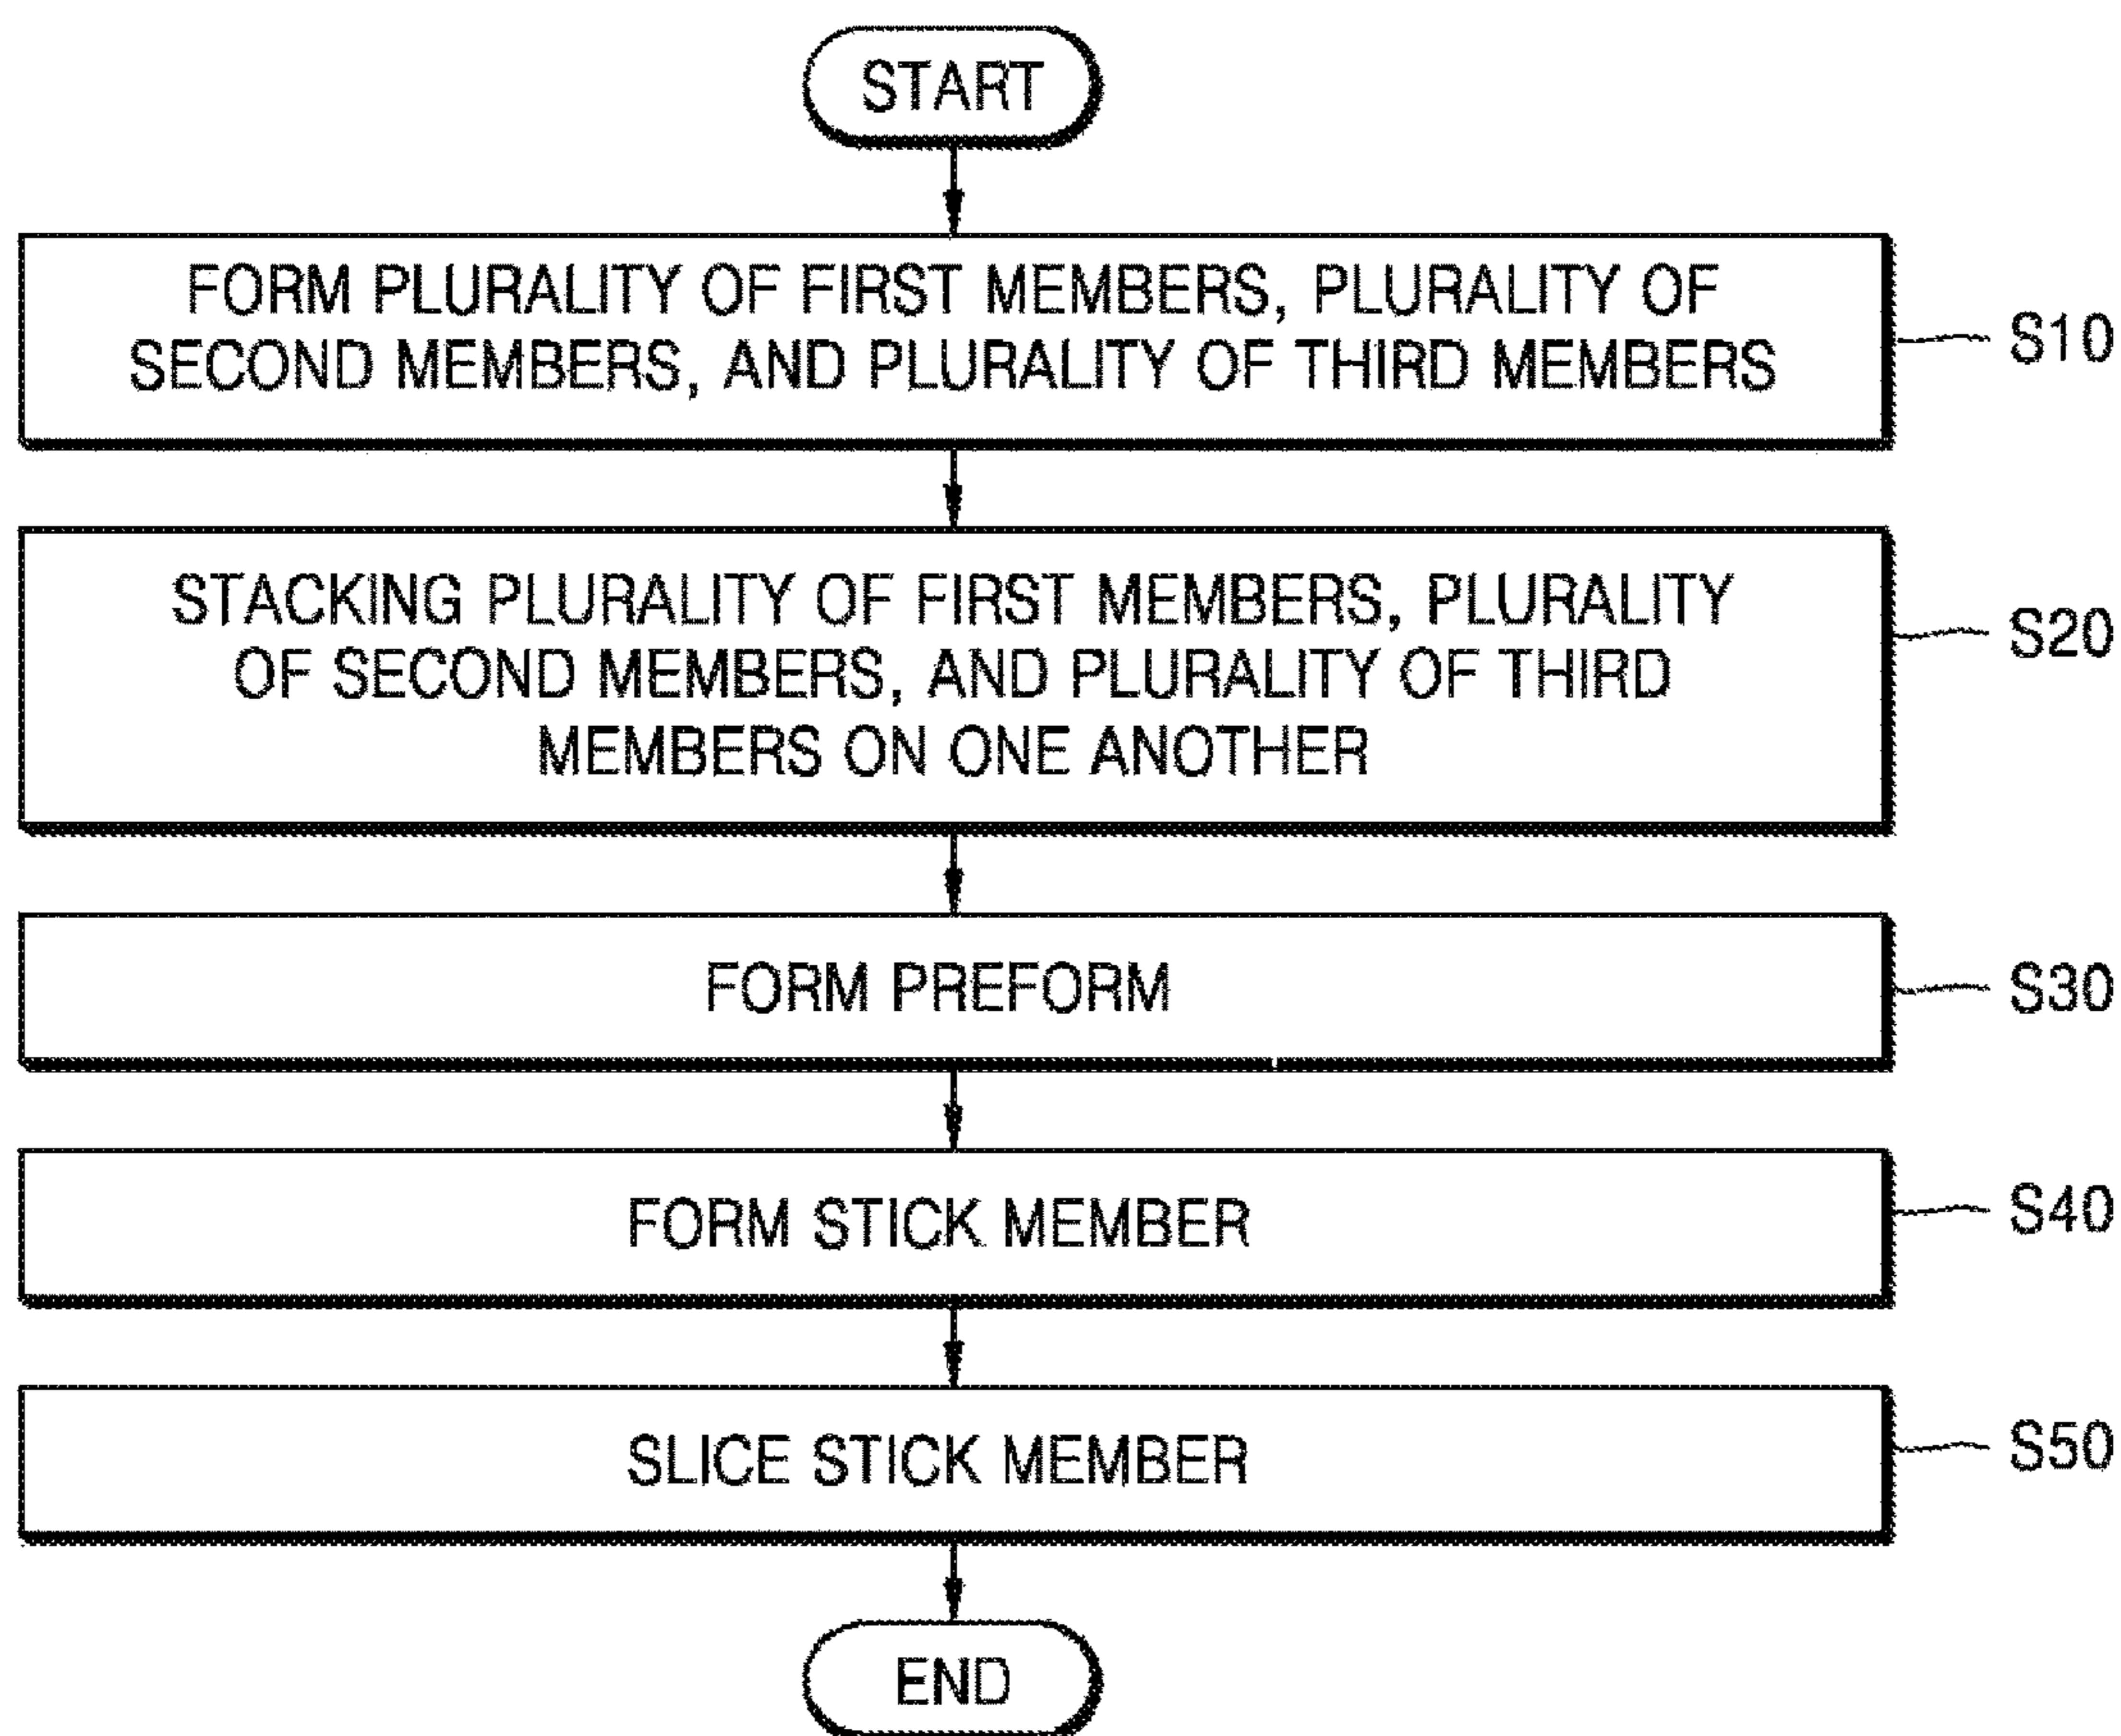 START
FORM PLURALITY OF FIRST MEMBERS, PLURALITY OF
SECOND MEMBERS, AND PLURALITY OF THIRD MEMBERS
S10
STACKING PLURALITY OF FIRST MEMBERS, PLURALITY
OF SECOND MEMBERS, AND PLURALITY OF THIRD
MEMBERS ON ONE ANOTHER
S20
FORM PREFORM
S30
FORM STICK MEMBER
S40
SLICE STICK MEMBER
S50
END